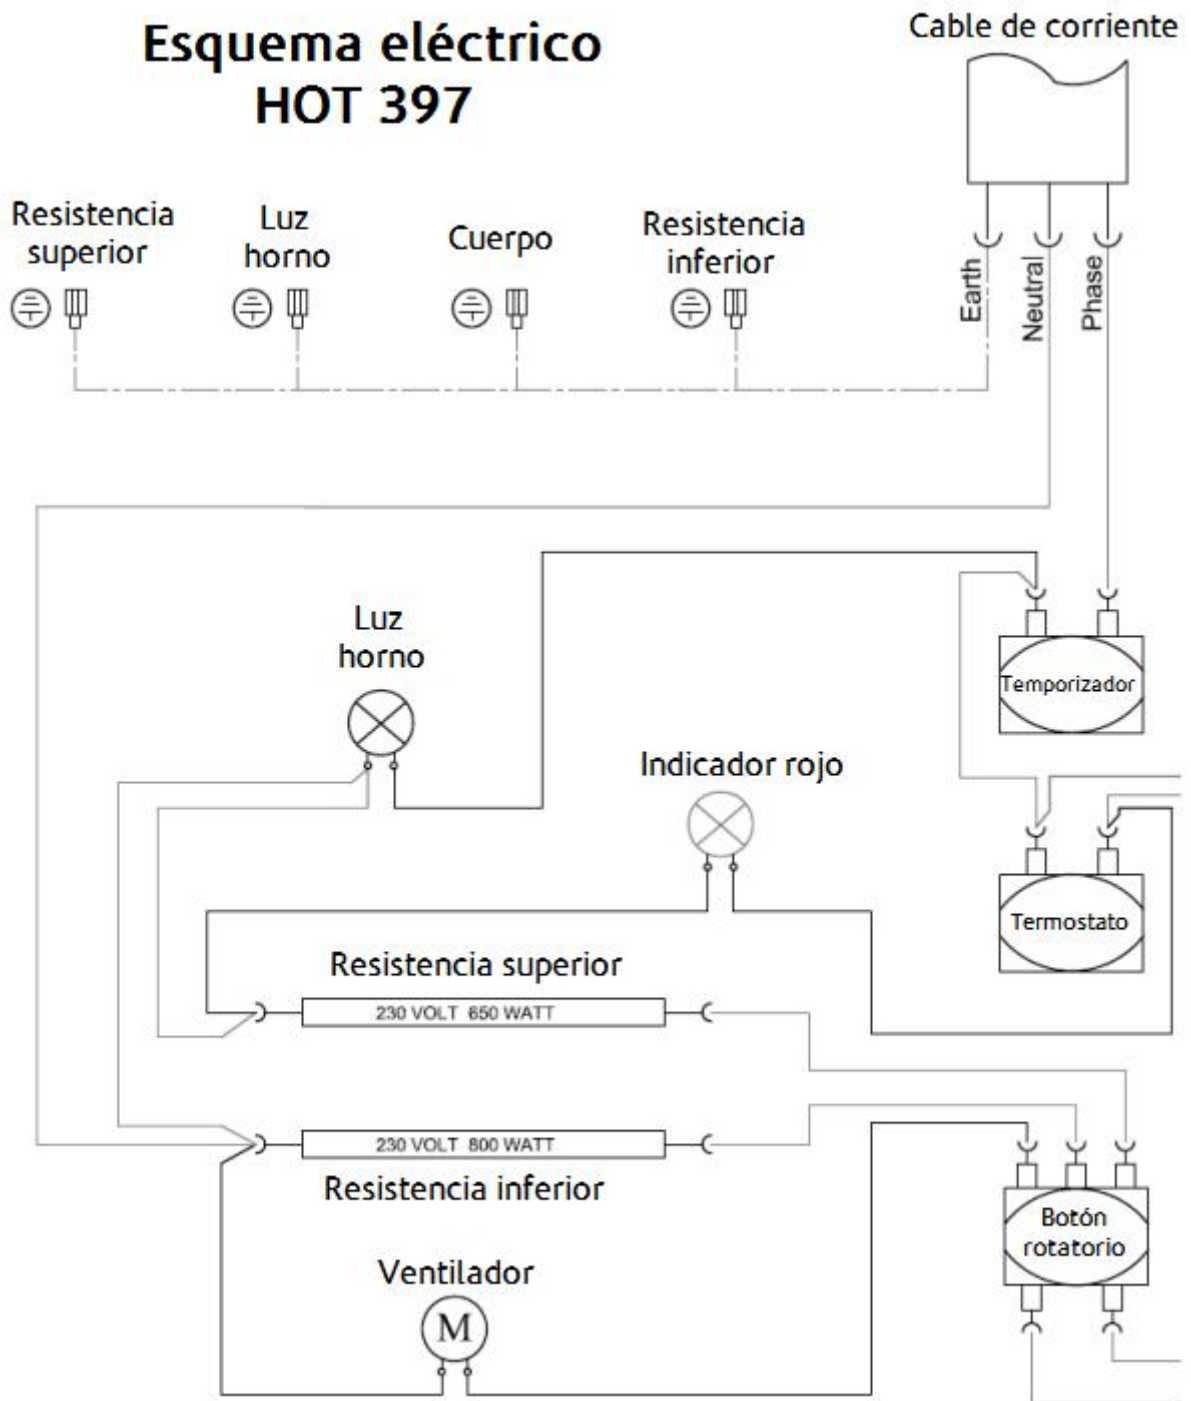 Esquema eléctrico
HOT 397
Cable de corriente
Resistencia
superior
Luz
horno
Cuerpo
Resistencia
inferior
Earth
Neutral
Phase
Luz
horno
Temporizador
Indicador rojo
Termostato
Resistencia superior
230 VOLT 650 WATT
230 VOLT 800 WATT
Resistencia inferior
Botón
rotatorio
Ventilador
M